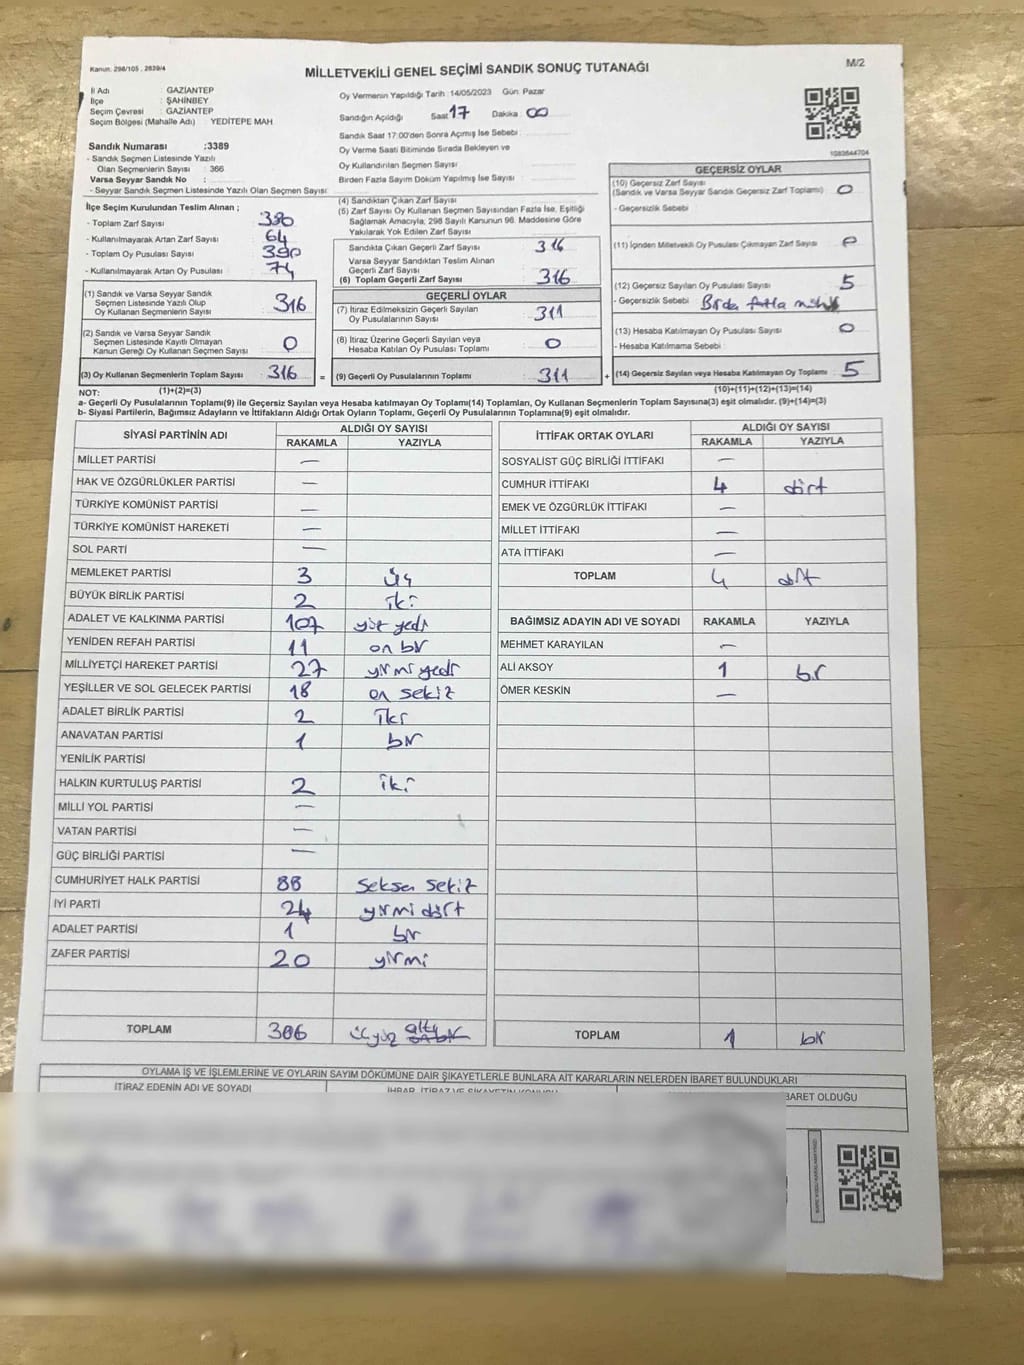 Kanun: 298/105, 2839/4
MİLLETVEKİLİ GENEL SEÇİMİ SANDIK SONUÇ TUTANAĞI
M/2
İl Adı : GAZİANTEP
İlçe : ŞAHİNBEY
Seçim Çevresi : GAZİANTEP
Seçim Bölgesi (Mahalle Adı) : YEDİTEPE MAH
Sandık Numarası :3389
- Sandık Seçmen Listesinde Yazılı
Olan Seçmenlerin Sayısı : 366
Varsa Seyyar Sandık No :
- Seyyar Sandık Seçmen Listesinde Yazılı Olan Seçmen Sayısı:
Oy Vermenin Yapıldığı Tarih :14/05/2023 Gün: Pazar
Sandığın Açıldığı Saat 17 Dakika 00
Sandık Saat 17:00'den Sonra Açılmış İse Sebebi :
Oy Verme Saati Bitiminde Sırada Bekleyen ve
Oy Kullandırılan Seçmen Sayısı :
Birden Fazla Sayım Döküm Yapılmış İse Sayısı :
1083644704
İlçe Seçim Kurulundan Teslim Alınan ;
- Toplam Zarf Sayısı : 380
- Kullanılmayarak Artan Zarf Sayısı : 64
- Toplam Oy Pusulası Sayısı : 390
- Kullanılmayarak Artan Oy Pusulası : 74
(1) Sandık ve Varsa Seyyar Sandık
Seçmen Listesinde Yazılı Olup
Oy Kullanan Seçmenlerin Sayısı : 316
(2) Sandık ve Varsa Seyyar Sandık
Seçmen Listesinde Kayıtlı Olmayan
Kanun Gereği Oy Kullanan Seçmen Sayısı : 0
(3) Oy Kullanan Seçmenlerin Toplam Sayısı : 316 =
(4) Sandıktan Çıkan Zarf Sayısı :
(5) Zarf Sayısı Oy Kullanan Seçmen Sayısından Fazla İse, Eşitliği
Sağlamak Amacıyla, 298 Sayılı Kanunun 98. Maddesine Göre
Yakılarak Yok Edilen Zarf Sayısı :
Sandıkta Çıkan Geçerli Zarf Sayısı : 316
Varsa Seyyar Sandıktan Teslim Alınan
Geçerli Zarf Sayısı :
(6) Toplam Geçerli Zarf Sayısı : 316
GEÇERLİ OYLAR
(7) İtiraz Edilmeksizin Geçerli Sayılan
Oy Pusulalarının Sayısı : 311
(8) İtiraz Üzerine Geçerli Sayılan veya
Hesaba Katılan Oy Pusulası Toplamı : 0
(9) Geçerli Oy Pusulalarının Toplamı : 311 +
GEÇERSİZ OYLAR
(10) Geçersiz Zarf Sayısı
(Sandık ve Varsa Seyyar Sandık Geçersiz Zarf Toplamı) : 0
- Geçersizlik Sebebi :
(11) İçinden Milletvekili Oy Pusulası Çıkmayan Zarf Sayısı : 0
(12) Geçersiz Sayılan Oy Pusulası Sayısı : 5
- Geçersizlik Sebebi : Birda fazla
(13) Hesaba Katılmayan Oy Pusulası Sayısı : 0
- Hesaba Katılmama Sebebi :
(14) Geçersiz Sayılan veya Hesaba Katılmayan Oy Toplamı : 5
NOT: (1)+(2)=(3)
(10)+(11)+(12)+(13)=(14)
a- Geçerli Oy Pusulalarının Toplamı(9) ile Geçersiz Sayılan veya Hesaba katılmayan Oy Toplamı(14) Toplamları, Oy Kullanan Seçmenlerin Toplam Sayısına(3) eşit olmalıdır. (9)+(14)=(3)
b- Siyasi Partilerin, Bağımsız Adayların ve İttifakların Aldığı Ortak Oyların Toplamı, Geçerli Oy Pusulalarının Toplamına(9) eşit olmalıdır.
SİYASİ PARTİNİN ADI
ALDIĞI OY SAYISI
RAKAMLA YAZIYLA
MİLLET PARTİSİ —
HAK VE ÖZGÜRLÜKLER PARTİSİ —
TÜRKİYE KOMÜNİST PARTİSİ —
TÜRKİYE KOMÜNİST HAREKETİ —
SOL PARTİ —
MEMLEKET PARTİSİ 3 üç
BÜYÜK BİRLİK PARTİSİ 2 iki
ADALET VE KALKINMA PARTİSİ 107 yüz yedi
YENİDEN REFAH PARTİSİ 11 on bir
MİLLİYETÇİ HAREKET PARTİSİ 27 yirmi yedi
YEŞİLLER VE SOL GELECEK PARTİSİ 18 on sekiz
ADALET BİRLİK PARTİSİ 2 iki
ANAVATAN PARTİSİ 1 bir
YENİLİK PARTİSİ
HALKIN KURTULUŞ PARTİSİ 2 iki
MİLLİ YOL PARTİSİ —
VATAN PARTİSİ —
GÜÇ BİRLİĞİ PARTİSİ —
CUMHURİYET HALK PARTİSİ 88 seksen sekiz
İYİ PARTİ 24 yirmi dört
ADALET PARTİSİ 1 bir
ZAFER PARTİSİ 20 yirmi
TOPLAM 306 üçyüz altı
İTTİFAK ORTAK OYLARI
ALDIĞI OY SAYISI
RAKAMLA YAZIYLA
SOSYALİST GÜÇ BİRLİĞİ İTTİFAKI —
CUMHUR İTTİFAKI 4 dört
EMEK VE ÖZGÜRLÜK İTTİFAKI —
MİLLET İTTİFAKI —
ATA İTTİFAKI —
TOPLAM 4 dört
BAĞIMSIZ ADAYIN ADI VE SOYADI RAKAMLA YAZIYLA
MEHMET KARAYILAN —
ALİ AKSOY 1 bir
ÖMER KESKİN —
TOPLAM 1 bir
OYLAMA İŞ VE İŞLEMLERİNE VE OYLARIN SAYIM DÖKÜMÜNE DAİR ŞİKAYETLERLE BUNLARA AİT KARARLARIN NELERDEN İBARET BULUNDUKLARI
İTİRAZ EDENİN ADI VE SOYADI
İHBAR, İTİRAZ VE ŞİKAYETİN KONUSU
BARET OLDUĞU